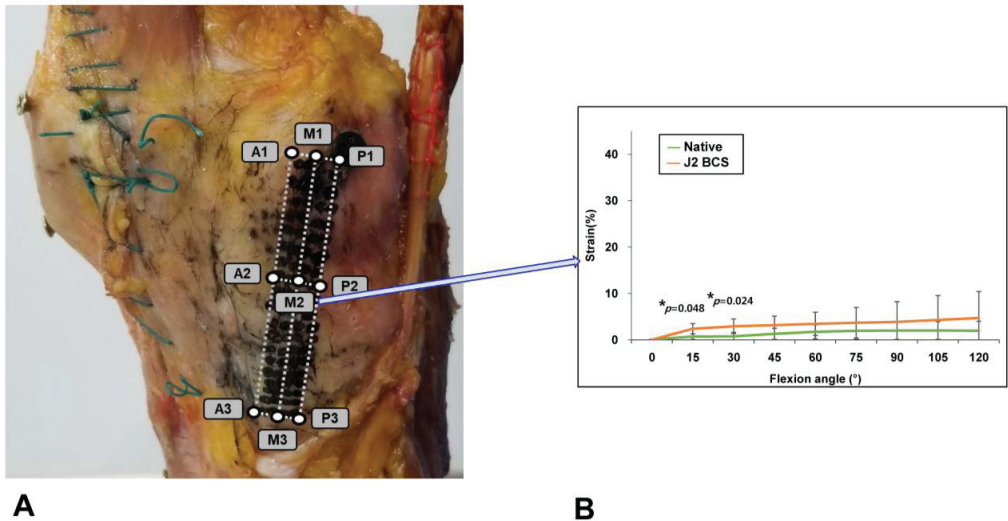 M1
A1
P1
A2
P2
M2
A3
P3
M3
A
Native
J2 BCS
Strain(%)
40
30
20
10
0
*p=0.048
*p=0.024
0 15 30 45 60 75 90 105 120
Flexion angle (°)
B